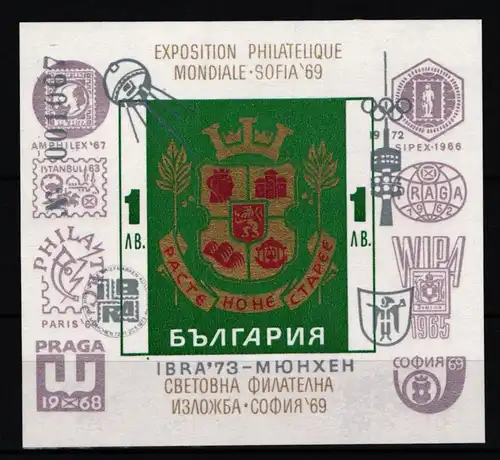 EXPOSITION PHILATELIQUE
MONDIALE · SOFIA '69
AMPHILEX '67
1972
SIPEX-1966
ISTANBUL 63
PRAGA
1962
1 ЛВ.
1 ЛВ.
РАСТЕ НО НЕ СТАРЕЕ
PHILATEC
PARIS
IBRA
WIPA
1965
БЪЛГАРИЯ
IBRA'73-МЮНХЕН
СВЕТОВНА ФИЛАТЕЛНА
ИЗЛОЖБА · СОФИЯ '69
PRAGA
1968
СОФИЯ 69